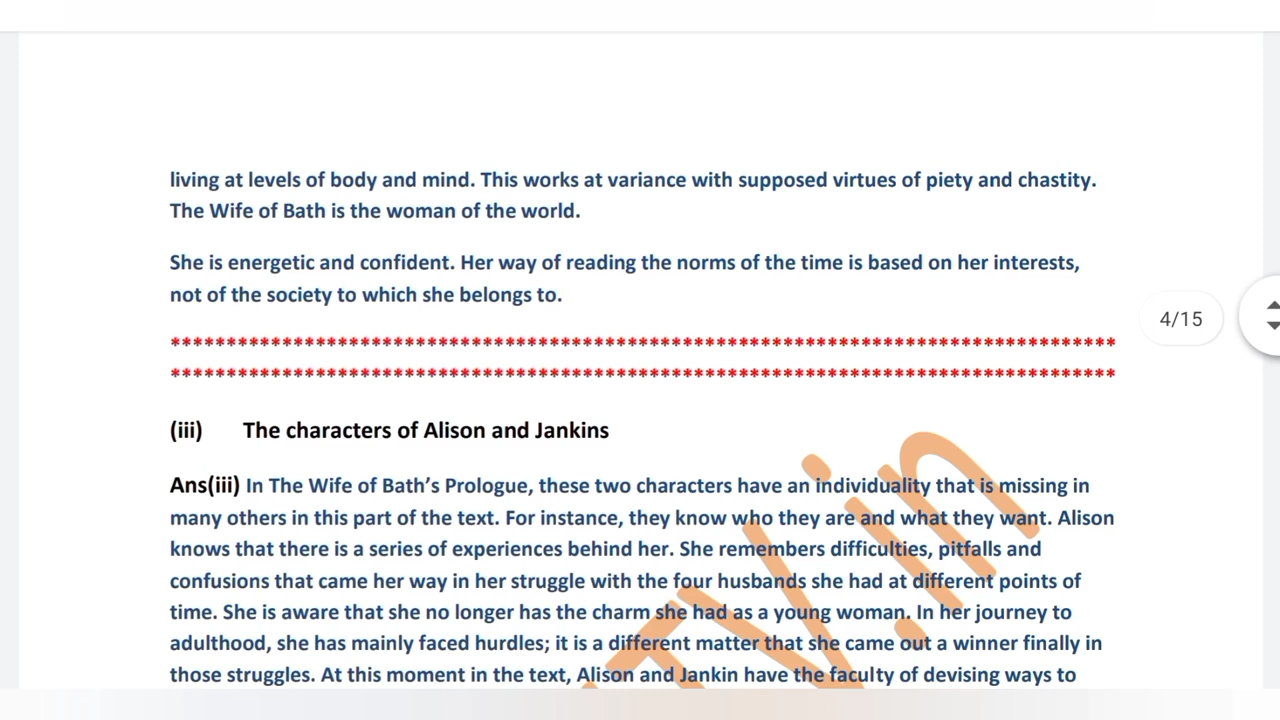 living at levels of body and mind. This works at variance with supposed virtues of piety and chastity.
The Wife of Bath is the woman of the world.
She is energetic and confident. Her way of reading the norms of the time is based on her interests,
not of the society to which she belongs to.
4/15
************************************************************************************
************************************************************************************
(iii) The characters of Alison and Jankins
Ans(iii) In The Wife of Bath's Prologue, these two characters have an individuality that is missing in
many others in this part of the text. For instance, they know who they are and what they want. Alison
knows that there is a series of experiences behind her. She remembers difficulties, pitfalls and
confusions that came her way in her struggle with the four husbands she had at different points of
time. She is aware that she no longer has the charm she had as a young woman. In her journey to
adulthood, she has mainly faced hurdles; it is a different matter that she came out a winner finally in
those struggles. At this moment in the text, Alison and Jankin have the faculty of devising ways to
TV.in